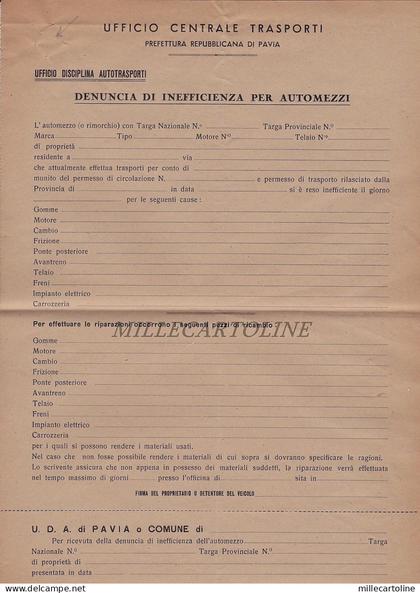 UFFICIO CENTRALE TRASPORTI
PREFETTURA REPUBBLICANA DI PAVIA
UFFICIO DISCIPLINA AUTOTRASPORTI
DENUNCIA DI INEFFICIENZA PER AUTOMEZZI
L'automezzo (o rimorchio) con Targa Nazionale N.º Targa Provinciale N.º
Marca Tipo Motore Nº Telaio Nº
di proprietà
residente a via
che attualmente effettua trasporti per conto di
munito del permesso di circolazione N. e permesso di trasporto rilasciato dalla
Provincia di in data si è reso inefficiente il giorno
per le seguenti cause :
Gomme
Motore
Cambio
Frizione
Ponte posteriore
Avantreno
Telaio
Freni
Impianto elettrico
Carrozzeria
Per effettuare le riparazioni occorrono i seguenti pezzi di ricambio
MILLECARTOLINE
Gomme
Motore
Cambio
Frizione
Ponte posteriore
Avantreno
Telaio
Freni
Impianto elettrico
Carrozzeria
per i quali si possono rendere i materiali usati.
Nel caso che non fosse possibile rendere i materiali di cui sopra si dovranno specificare le ragioni.
Lo scrivente assicura che non appena in possesso dei materiali suddetti, la riparazione verrà effettuata
nel tempo massimo di giorni presso l'officina di sita in
FIRMA DEL PROPRIETARIO O DETENTORE DEL VEICOLO
U. D. A. di PAVIA o COMUNE di
Per ricevuta della denuncia di inefficienza dell'automezzo Targa
Nazionale N.º Targa Provinciale N.º
di proprietà di
presentata in data
delcampe.net
millecartoline